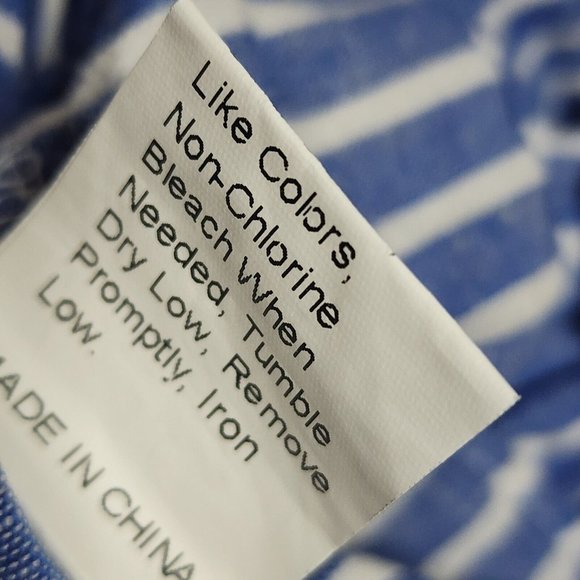 Like Colors,
Non-Chlorine
Bleach When
Needed, Tumble
Dry Low, Remove
Promptly, Iron
Low.
MADE IN CHINA